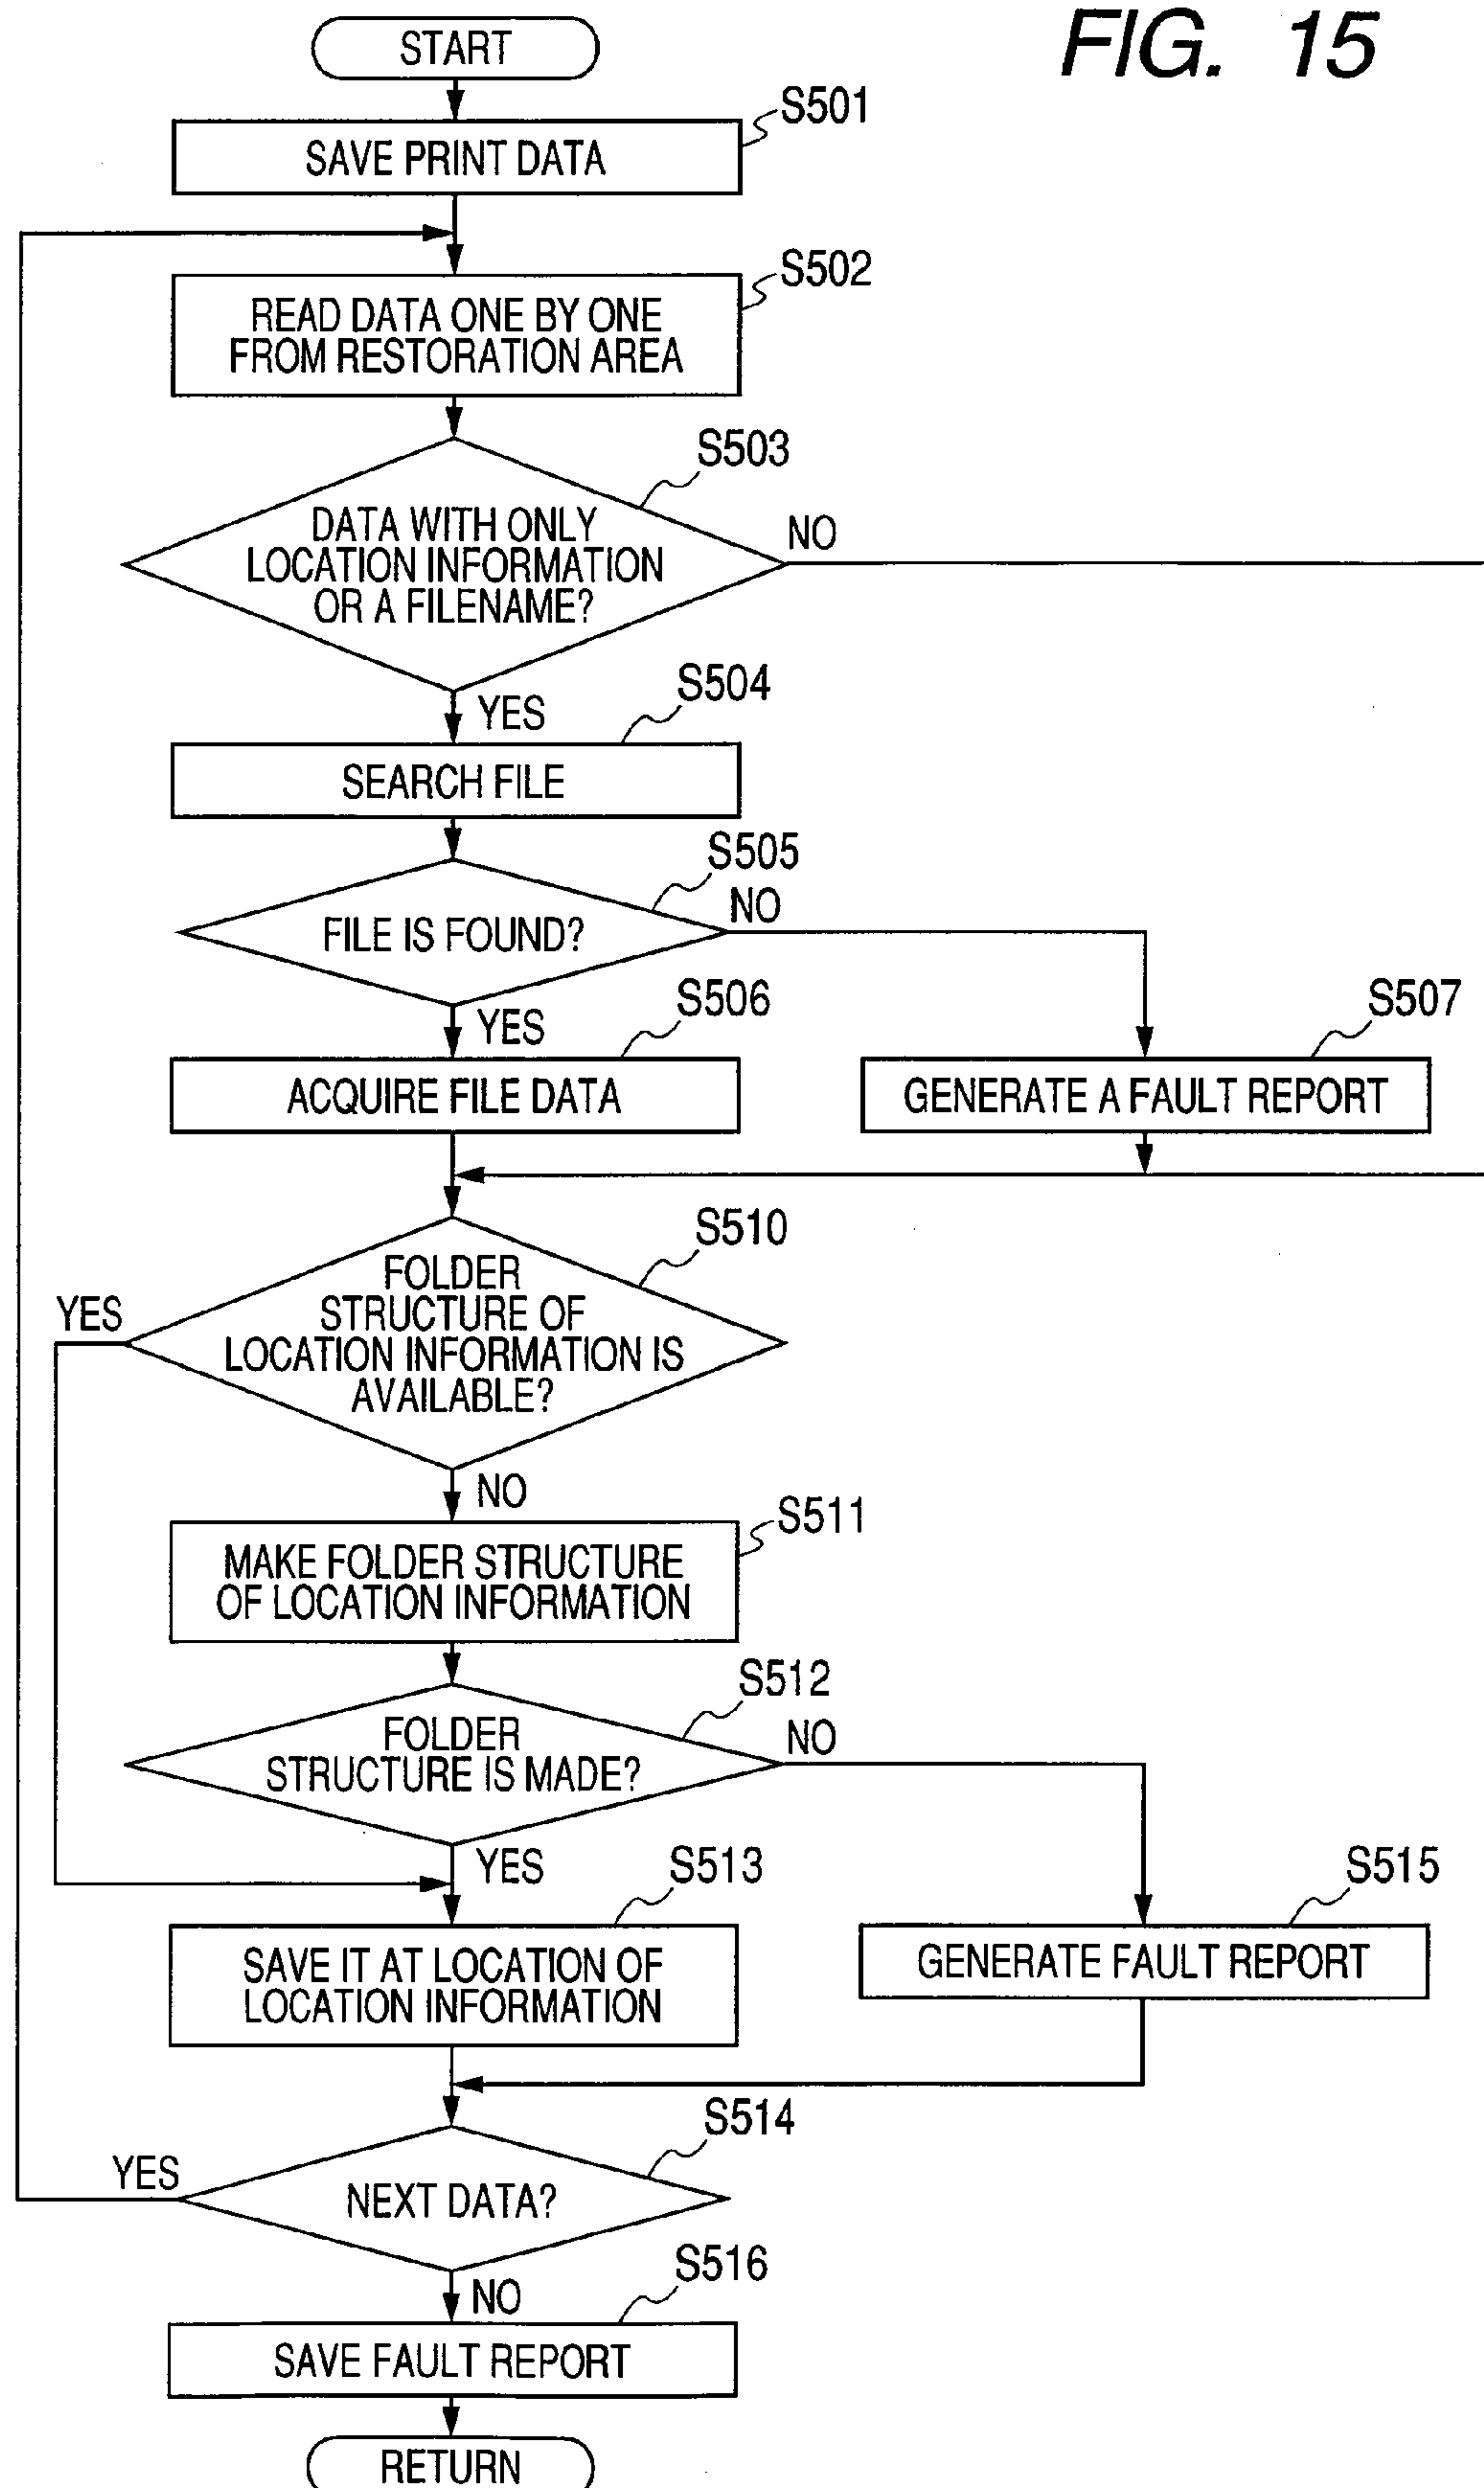 FIG. 15
START
S501
SAVE PRINT DATA
S502
READ DATA ONE BY ONE
FROM RESTORATION AREA
S503
DATA WITH ONLY
LOCATION INFORMATION
OR A FILENAME?
NO
YES
S504
SEARCH FILE
S505
FILE IS FOUND?
NO
YES
S506
ACQUIRE FILE DATA
S507
GENERATE A FAULT REPORT
S510
FOLDER
STRUCTURE OF
LOCATION INFORMATION IS
AVAILABLE?
YES
NO
S511
MAKE FOLDER STRUCTURE
OF LOCATION INFORMATION
S512
FOLDER
STRUCTURE IS MADE?
NO
YES
S513
SAVE IT AT LOCATION OF
LOCATION INFORMATION
S515
GENERATE FAULT REPORT
S514
NEXT DATA?
YES
NO
S516
SAVE FAULT REPORT
RETURN